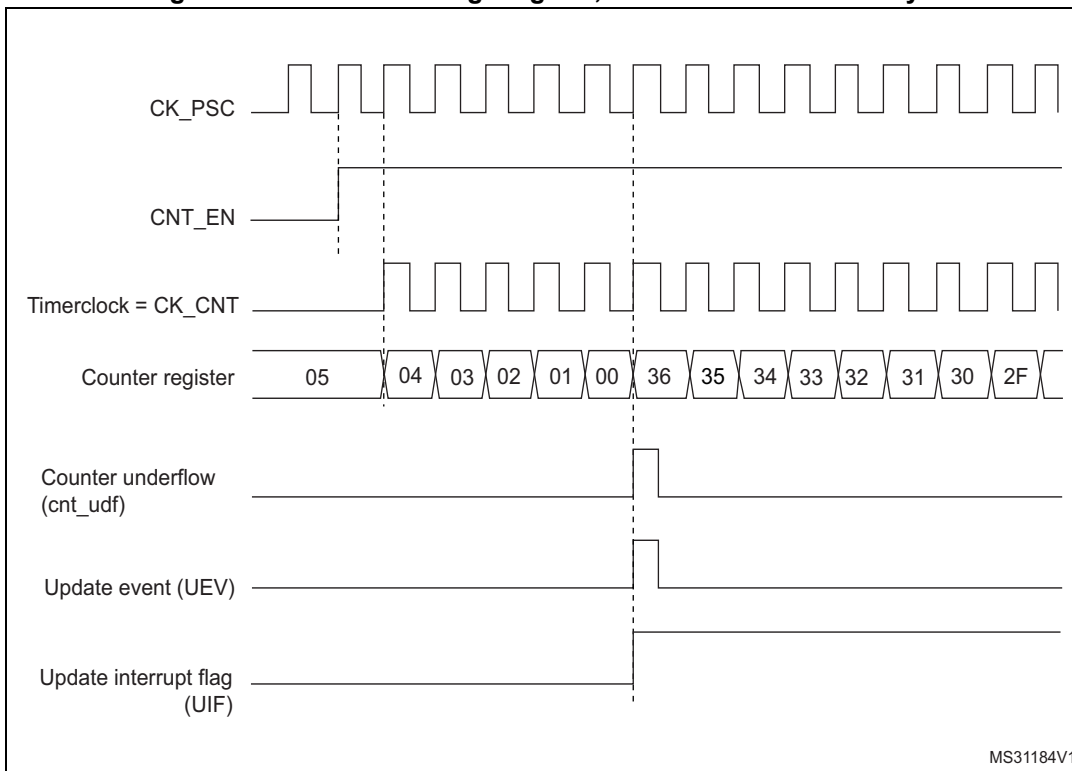 CK_PSC
CNT_EN
Timerclock = CK_CNT
Counter register 05 04 03 02 01 00 36 35 34 33 32 31 30 2F
Counter underflow
(cnt_udf)
Update event (UEV)
Update interrupt flag
(UIF)
MS31184V1